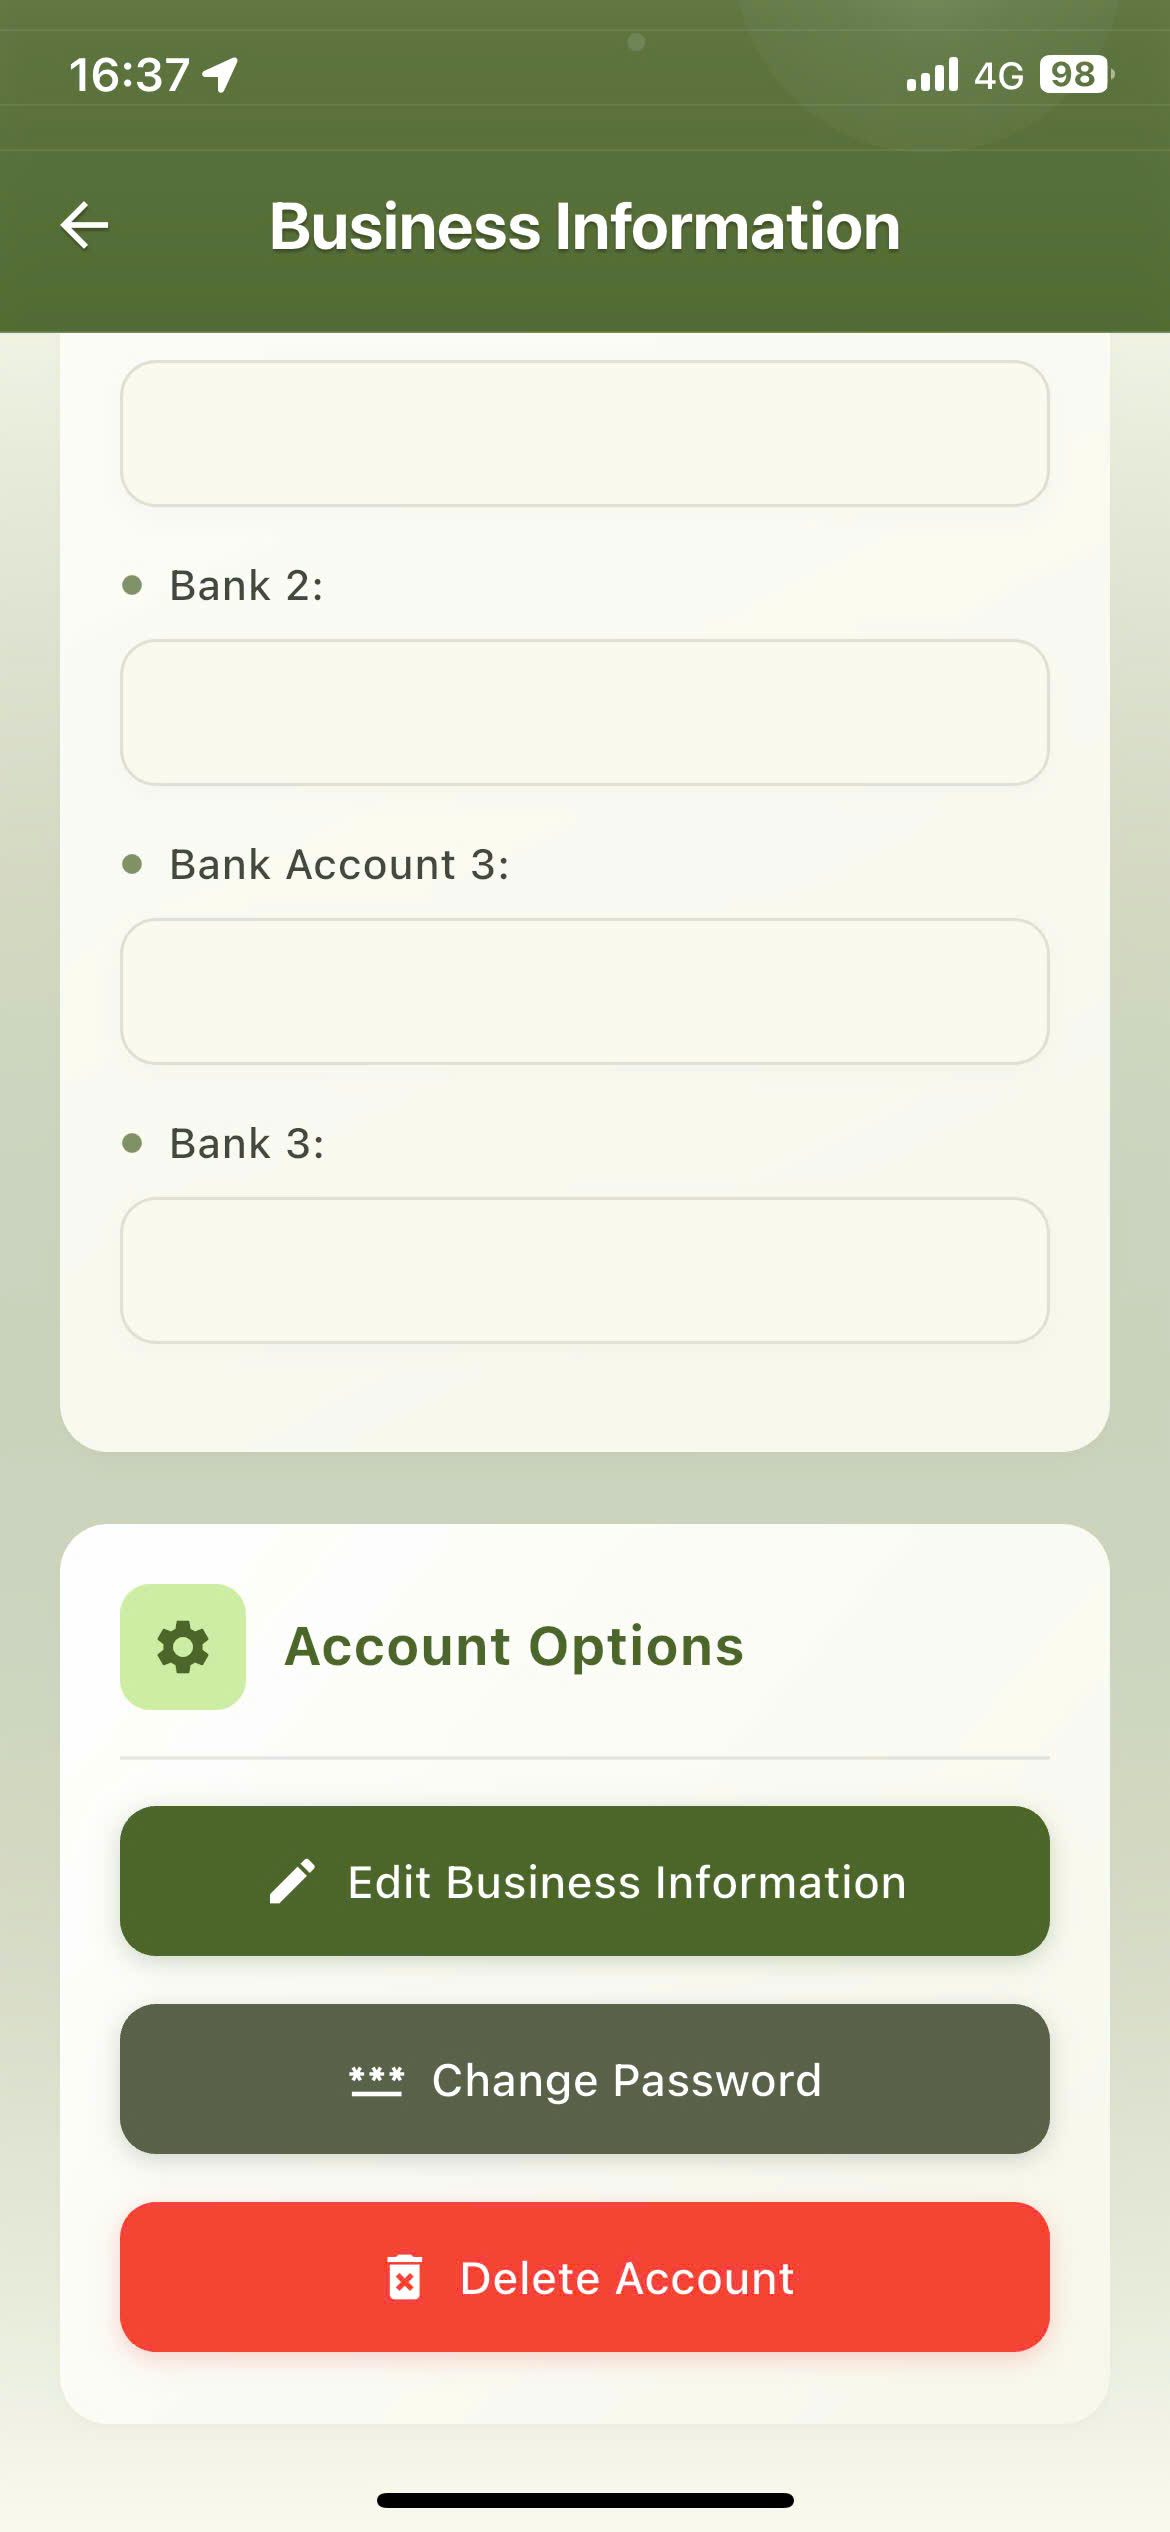 16:37
4G 98
Business Information
Bank 2:
Bank Account 3:
Bank 3:
Account Options
Edit Business Information
Change Password
Delete Account